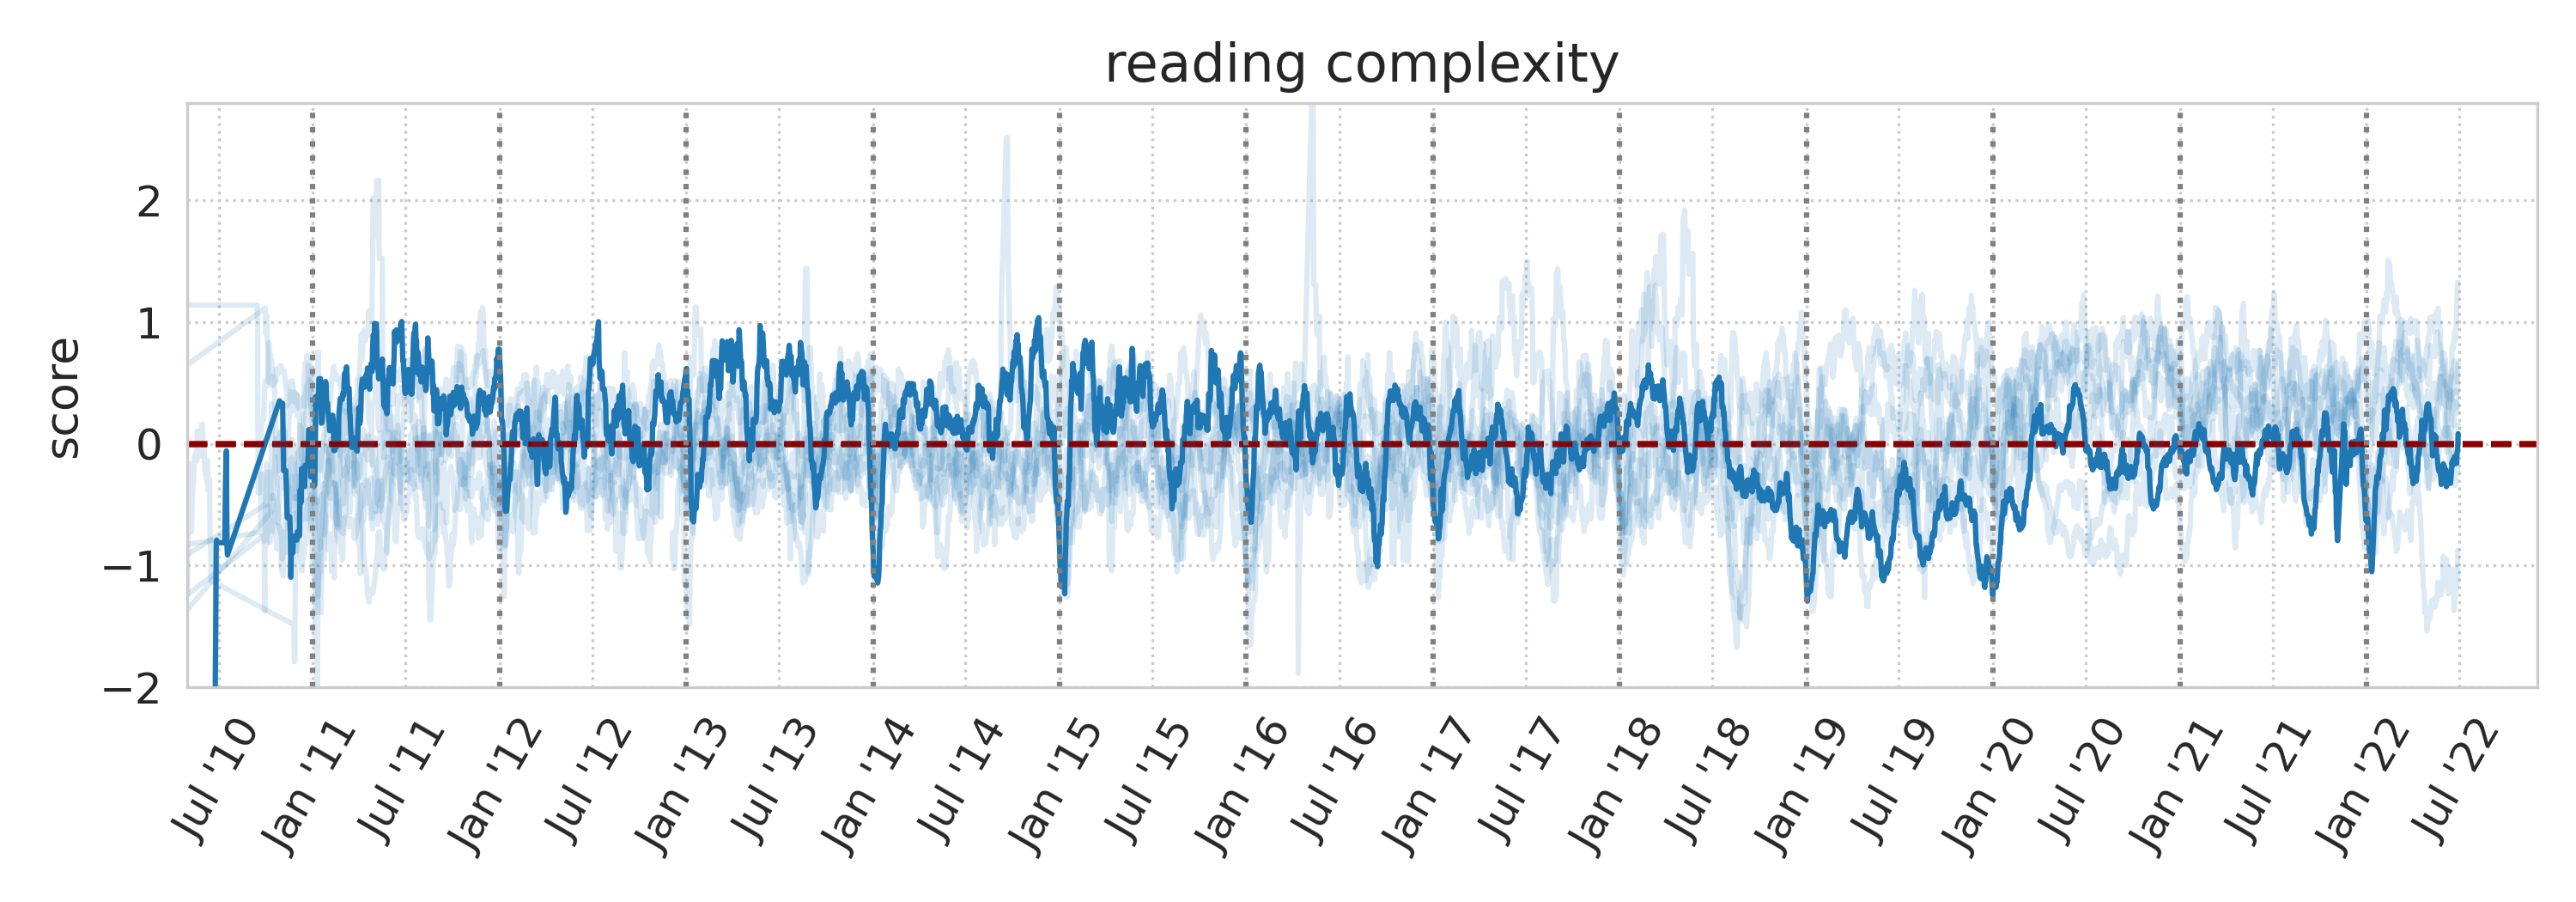 reading complexity
score
2
1
0
−1
−2
Jul '10
Jan '11
Jul '11
Jan '12
Jul '12
Jan '13
Jul '13
Jan '14
Jul '14
Jan '15
Jul '15
Jan '16
Jul '16
Jan '17
Jul '17
Jan '18
Jul '18
Jan '19
Jul '19
Jan '20
Jul '20
Jan '21
Jul '21
Jan '22
Jul '22